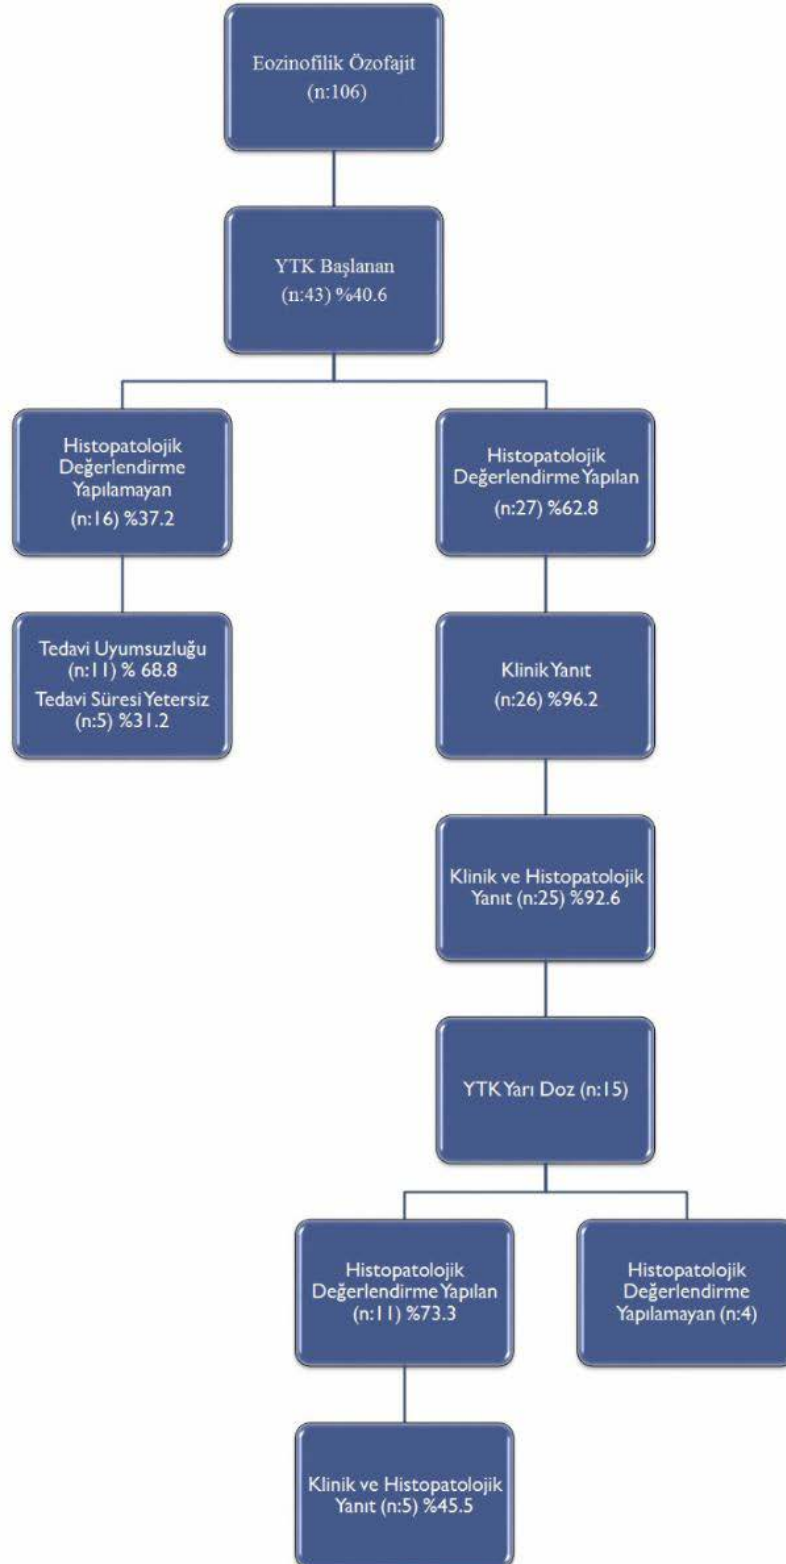 Eozinofilik Özofajit
(n:106)
YTK Başlanan
(n:43) %40.6
Histopatolojik
Değerlendirme
Yapılamayan
(n:16) %37.2
Histopatolojik
Değerlendirme Yapılan
(n:27) %62.8
Tedavi Uyumsuzluğu
(n:11) % 68.8
Tedavi Süresi Yetersiz
(n:5) %31.2
Klinik Yanıt
(n:26) %96.2
Klinik ve Histopatolojik
Yanıt (n:25) %92.6
YTK Yarı Doz (n:15)
Histopatolojik
Değerlendirme Yapılan
(n:11) %73.3
Histopatolojik
Değerlendirme
Yapılamayan (n:4)
Klinik ve Histopatolojik
Yanıt (n:5) %45.5